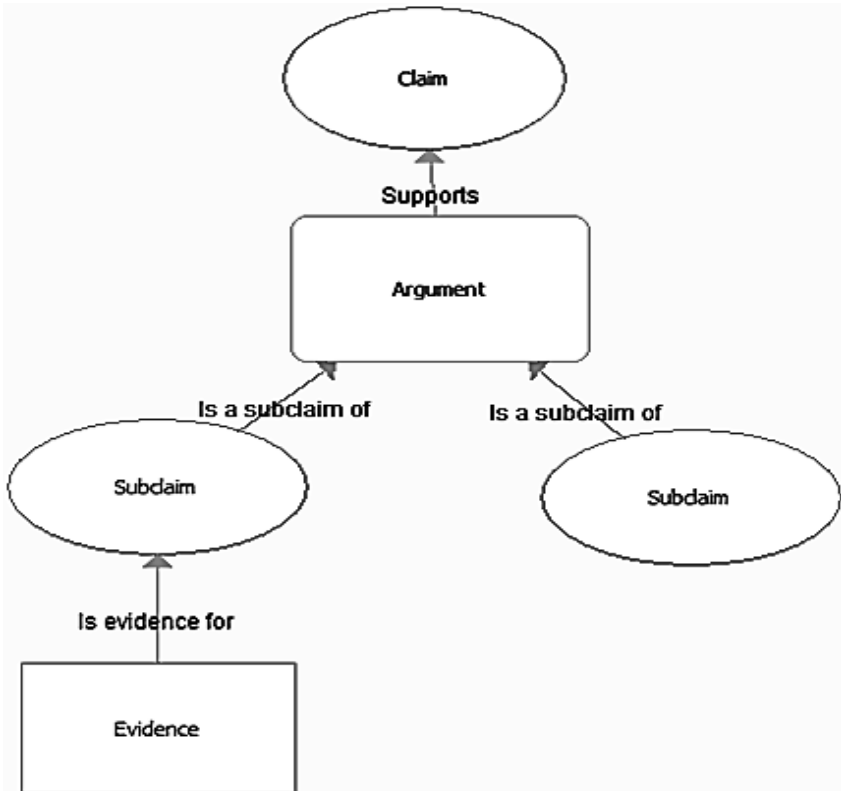 Claim
Supports
Argument
Is a subclaim of
Is a subclaim of
Subclaim
Subclaim
Is evidence for
Evidence